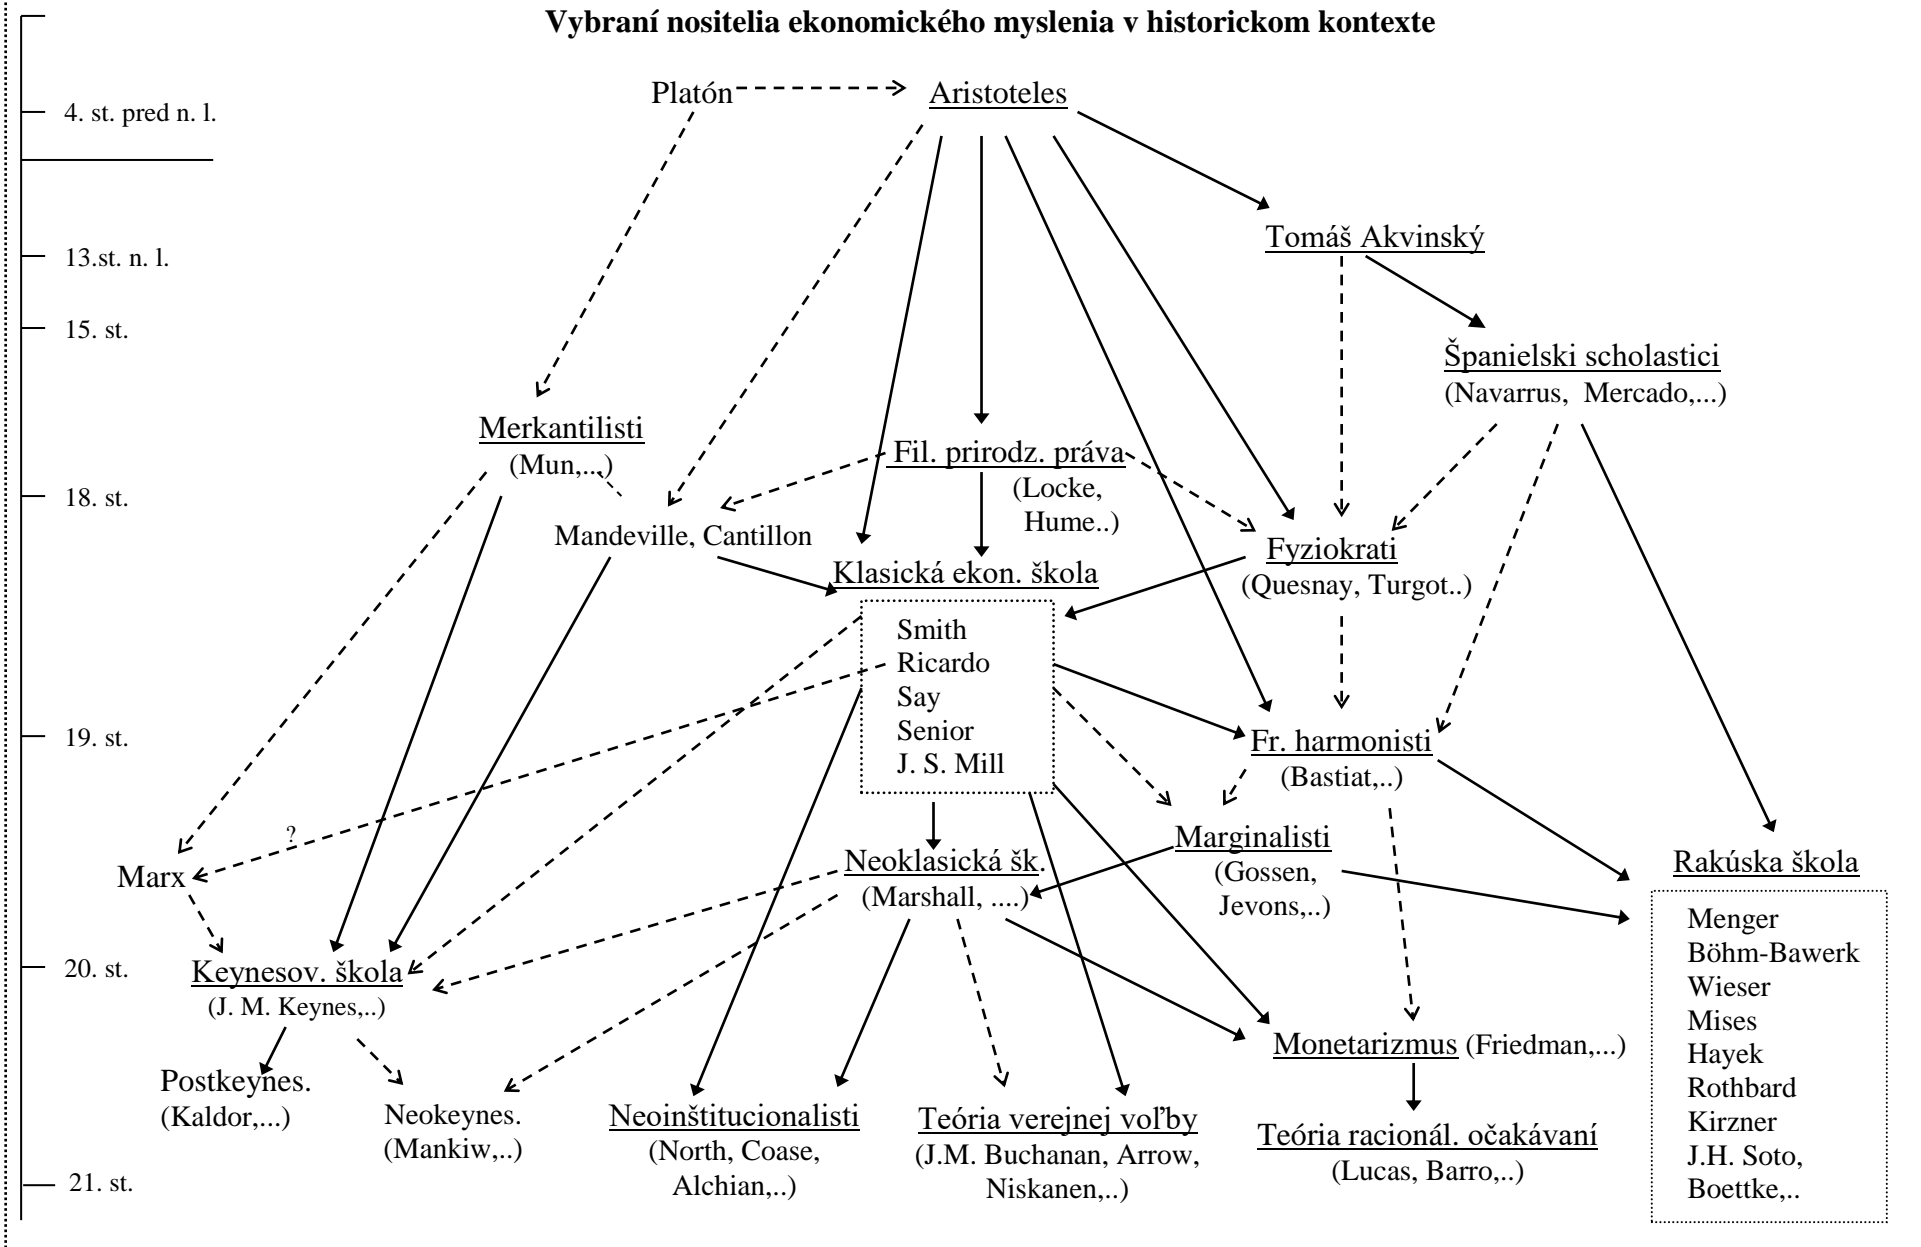 Vybraní nositelia ekonomického myslenia v historickom kontexte
Platón
Aristoteles
4. st. pred n. l.
Tomáš Akvinský
13.st. n. l.
15. st.
Španielski scholastici
(Navarrus, Mercado,...)
Merkantilisti
(Mun,...)
Fil. prirodz. práva
(Locke,
Hume..)
18. st.
Mandeville, Cantillon
Fyziokrati
(Quesnay, Turgot..)
Klasická ekon. škola
Smith
Ricardo
Say
Senior
J. S. Mill
19. st.
Fr. harmonisti
(Bastiat,..)
?
Marginalisti
(Gossen,
Jevons,..)
Marx
Neoklasická šk.
(Marshall, ....)
Rakúska škola
Menger
Böhm-Bawerk
Wieser
Mises
Hayek
Rothbard
Kirzner
J.H. Soto,
Boettke,..
20. st.
Keynesov. škola
(J. M. Keynes,..)
Monetarizmus (Friedman,...)
Postkeynes.
(Kaldor,...)
Neokeynes.
(Mankiw,..)
Neoinštitucionalisti
(North, Coase,
Alchian,..)
Teória verejnej voľby
(J.M. Buchanan, Arrow,
Niskanen,..)
Teória racionál. očakávaní
(Lucas, Barro,..)
21. st.